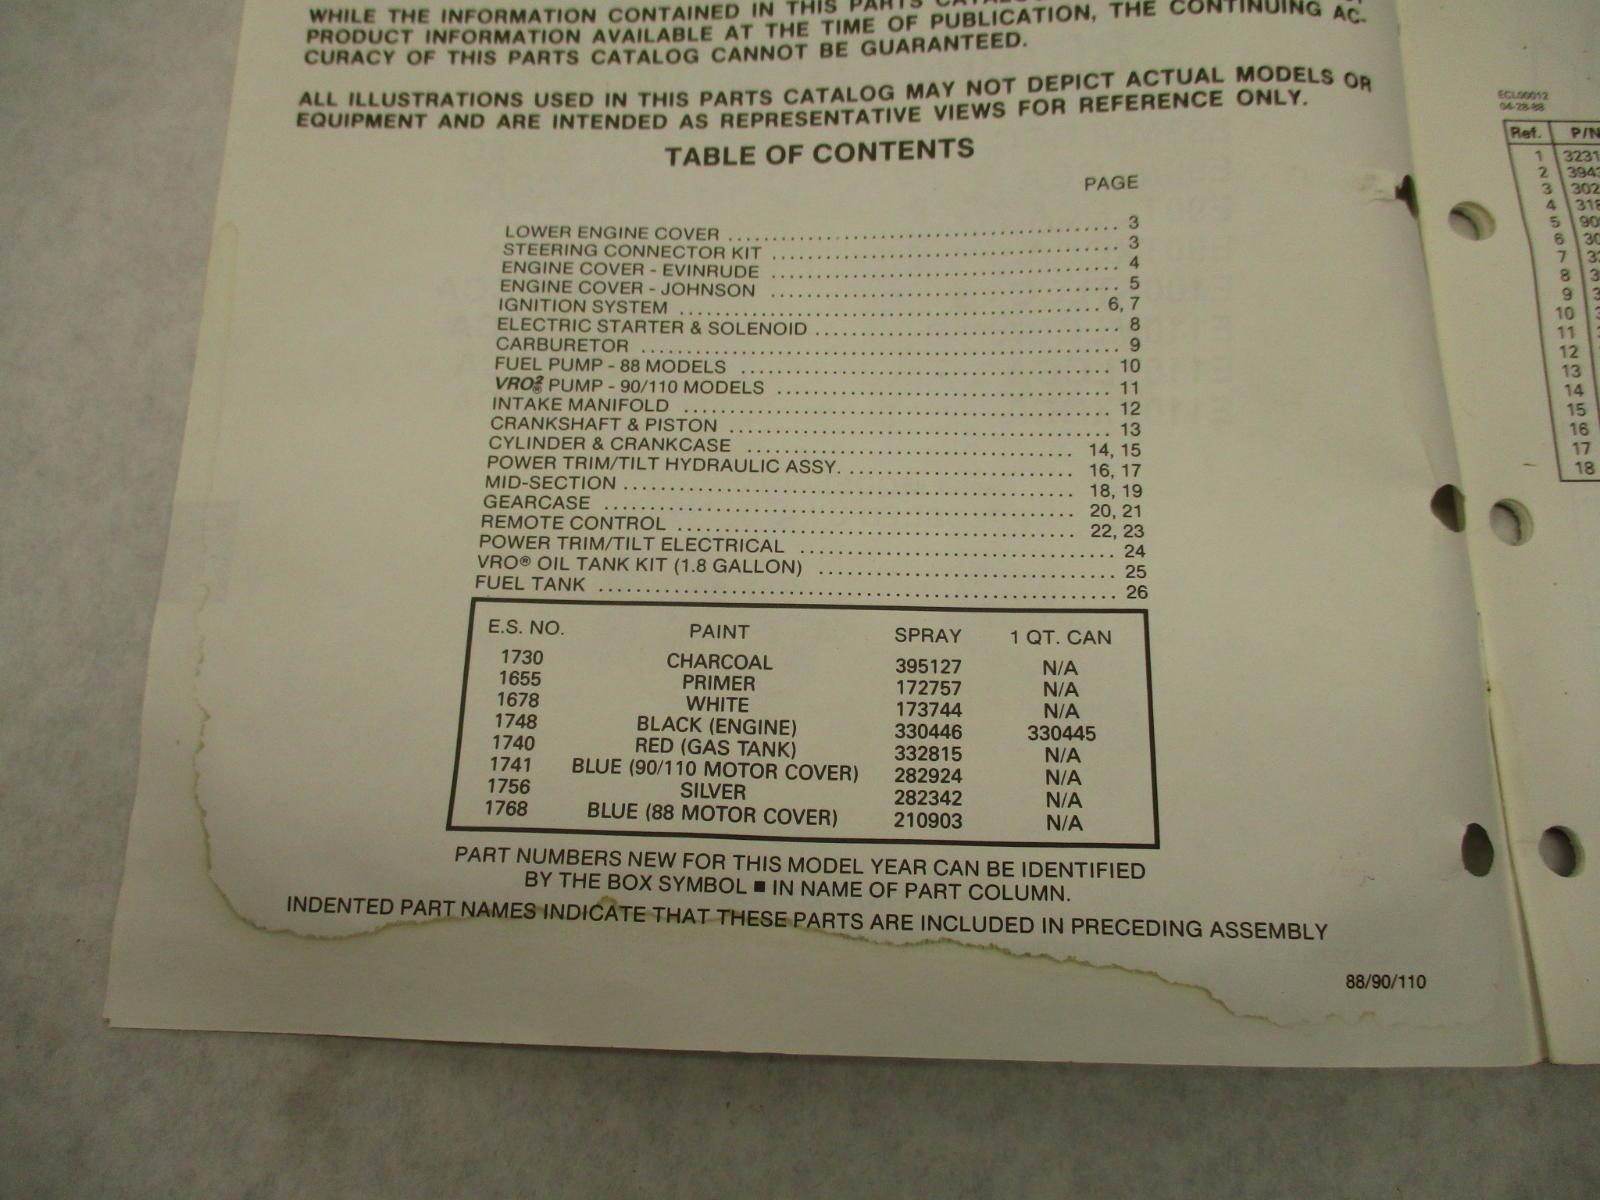 WHILE THE INFORMATION CONTAINED IN THIS PARTS
PRODUCT INFORMATION AVAILABLE AT THE TIME OF PUBLICATION, THE CONTINUING AC-
CURACY OF THIS PARTS CATALOG CANNOT BE GUARANTEED.
ALL ILLUSTRATIONS USED IN THIS PARTS CATALOG MAY NOT DEPICT ACTUAL MODELS OR
EQUIPMENT AND ARE INTENDED AS REPRESENTATIVE VIEWS FOR REFERENCE ONLY.
TABLE OF CONTENTS
PAGE
LOWER ENGINE COVER ........ 3
STEERING CONNECTOR KIT ........ 3
ENGINE COVER - EVINRUDE ........ 4
ENGINE COVER - JOHNSON ........ 5
IGNITION SYSTEM ........ 6, 7
ELECTRIC STARTER & SOLENOID ........ 8
CARBURETOR ........ 9
FUEL PUMP - 88 MODELS ........ 10
VRO2® PUMP - 90/110 MODELS ........ 11
INTAKE MANIFOLD ........ 12
CRANKSHAFT & PISTON ........ 13
CYLINDER & CRANKCASE ........ 14, 15
POWER TRIM/TILT HYDRAULIC ASSY. ........ 16, 17
MID-SECTION ........ 18, 19
GEARCASE ........ 20, 21
REMOTE CONTROL ........ 22, 23
POWER TRIM/TILT ELECTRICAL ........ 24
VRO® OIL TANK KIT (1.8 GALLON) ........ 25
FUEL TANK ........ 26
E.S. NO. PAINT SPRAY 1 QT. CAN
1730 CHARCOAL 395127 N/A
1655 PRIMER 172757 N/A
1678 WHITE 173744 N/A
1748 BLACK (ENGINE) 330446 330445
1740 RED (GAS TANK) 332815 N/A
1741 BLUE (90/110 MOTOR COVER) 282924 N/A
1756 SILVER 282342 N/A
1768 BLUE (88 MOTOR COVER) 210903 N/A
PART NUMBERS NEW FOR THIS MODEL YEAR CAN BE IDENTIFIED
BY THE BOX SYMBOL ■ IN NAME OF PART COLUMN.
INDENTED PART NAMES INDICATE THAT THESE PARTS ARE INCLUDED IN PRECEDING ASSEMBLY
88/90/110
ECL00012
04-28-88
Ref. P/N
1
2
3
4
5
6
7
8
9
10
11
12
13
14
15
16
17
18